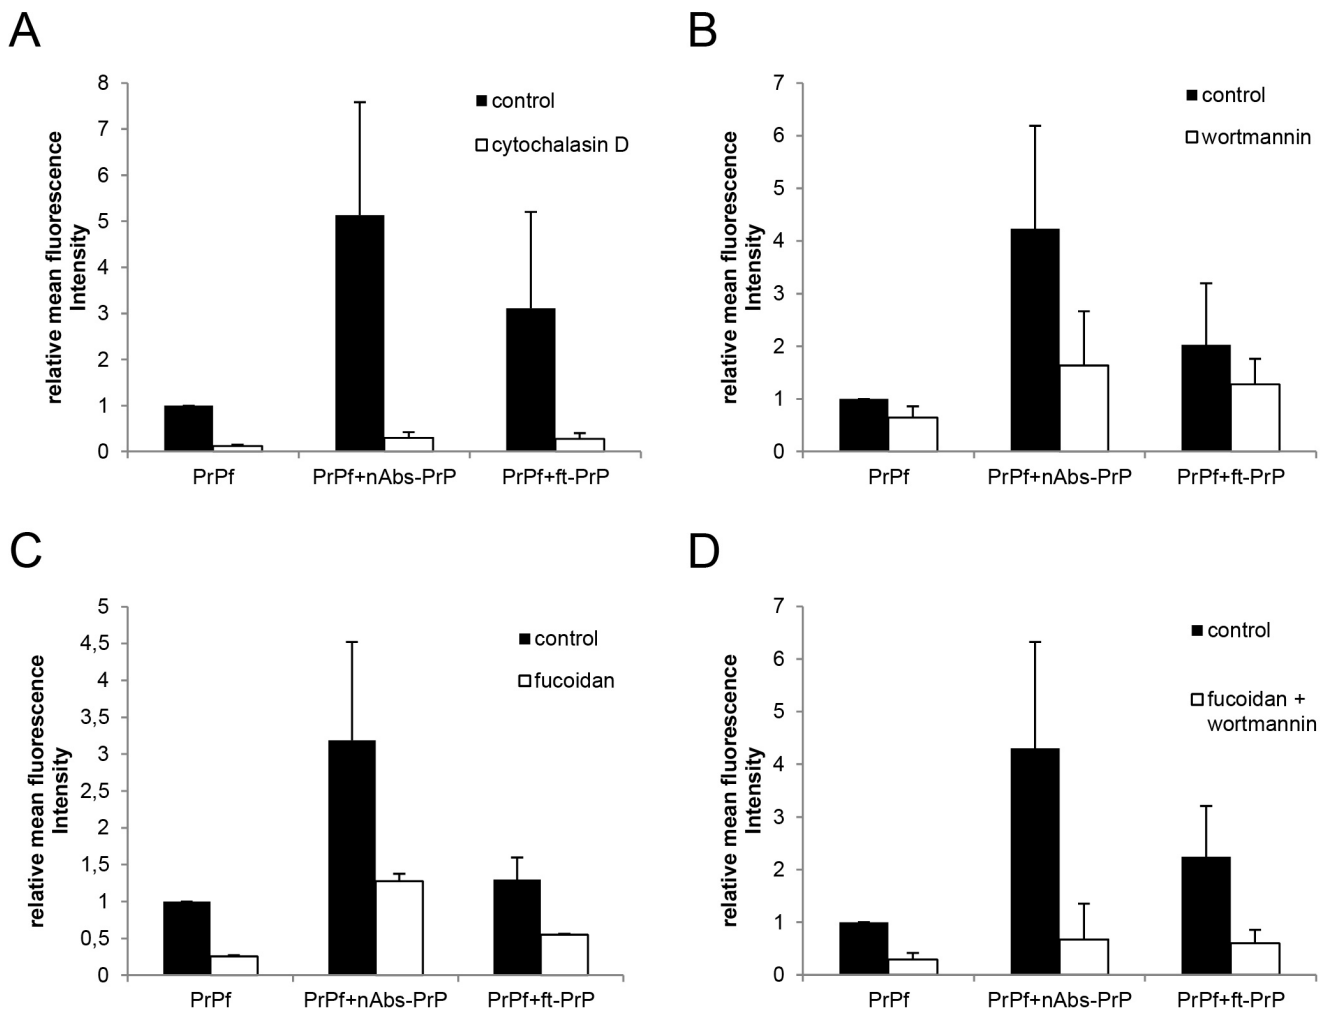 A
relative mean fluorescence
Intensity
8
7
6
5
4
3
2
1
0
control
cytochalasin D
PrPf
PrPf+nAbs-PrP
PrPf+ft-PrP
B
relative mean fluorescence
Intensity
7
6
5
4
3
2
1
0
control
wortmannin
PrPf
PrPf+nAbs-PrP
PrPf+ft-PrP
C
relative mean fluorescence
Intensity
5
4,5
4
3,5
3
2,5
2
1,5
1
0,5
0
control
fucoidan
PrPf
PrPf+nAbs-PrP
PrPf+ft-PrP
D
relative mean fluorescence
Intensity
7
6
5
4
3
2
1
0
control
fucoidan +
wortmannin
PrPf
PrPf+nAbs-PrP
PrPf+ft-PrP